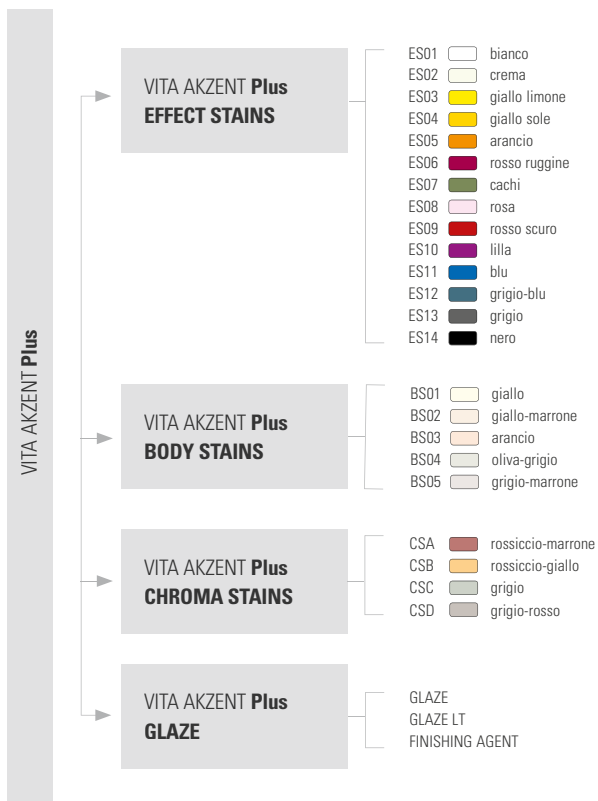 VITA AKZENT Plus
VITA AKZENT Plus
EFFECT STAINS
ES01 bianco
ES02 crema
ES03 giallo limone
ES04 giallo sole
ES05 arancio
ES06 rosso ruggine
ES07 cachi
ES08 rosa
ES09 rosso scuro
ES10 lilla
ES11 blu
ES12 grigio-blu
ES13 grigio
ES14 nero
VITA AKZENT Plus
BODY STAINS
BS01 giallo
BS02 giallo-marrone
BS03 arancio
BS04 oliva-grigio
BS05 grigio-marrone
VITA AKZENT Plus
CHROMA STAINS
CSA rossiccio-marrone
CSB rossiccio-giallo
CSC grigio
CSD grigio-rosso
VITA AKZENT Plus
GLAZE
GLAZE
GLAZE LT
FINISHING AGENT